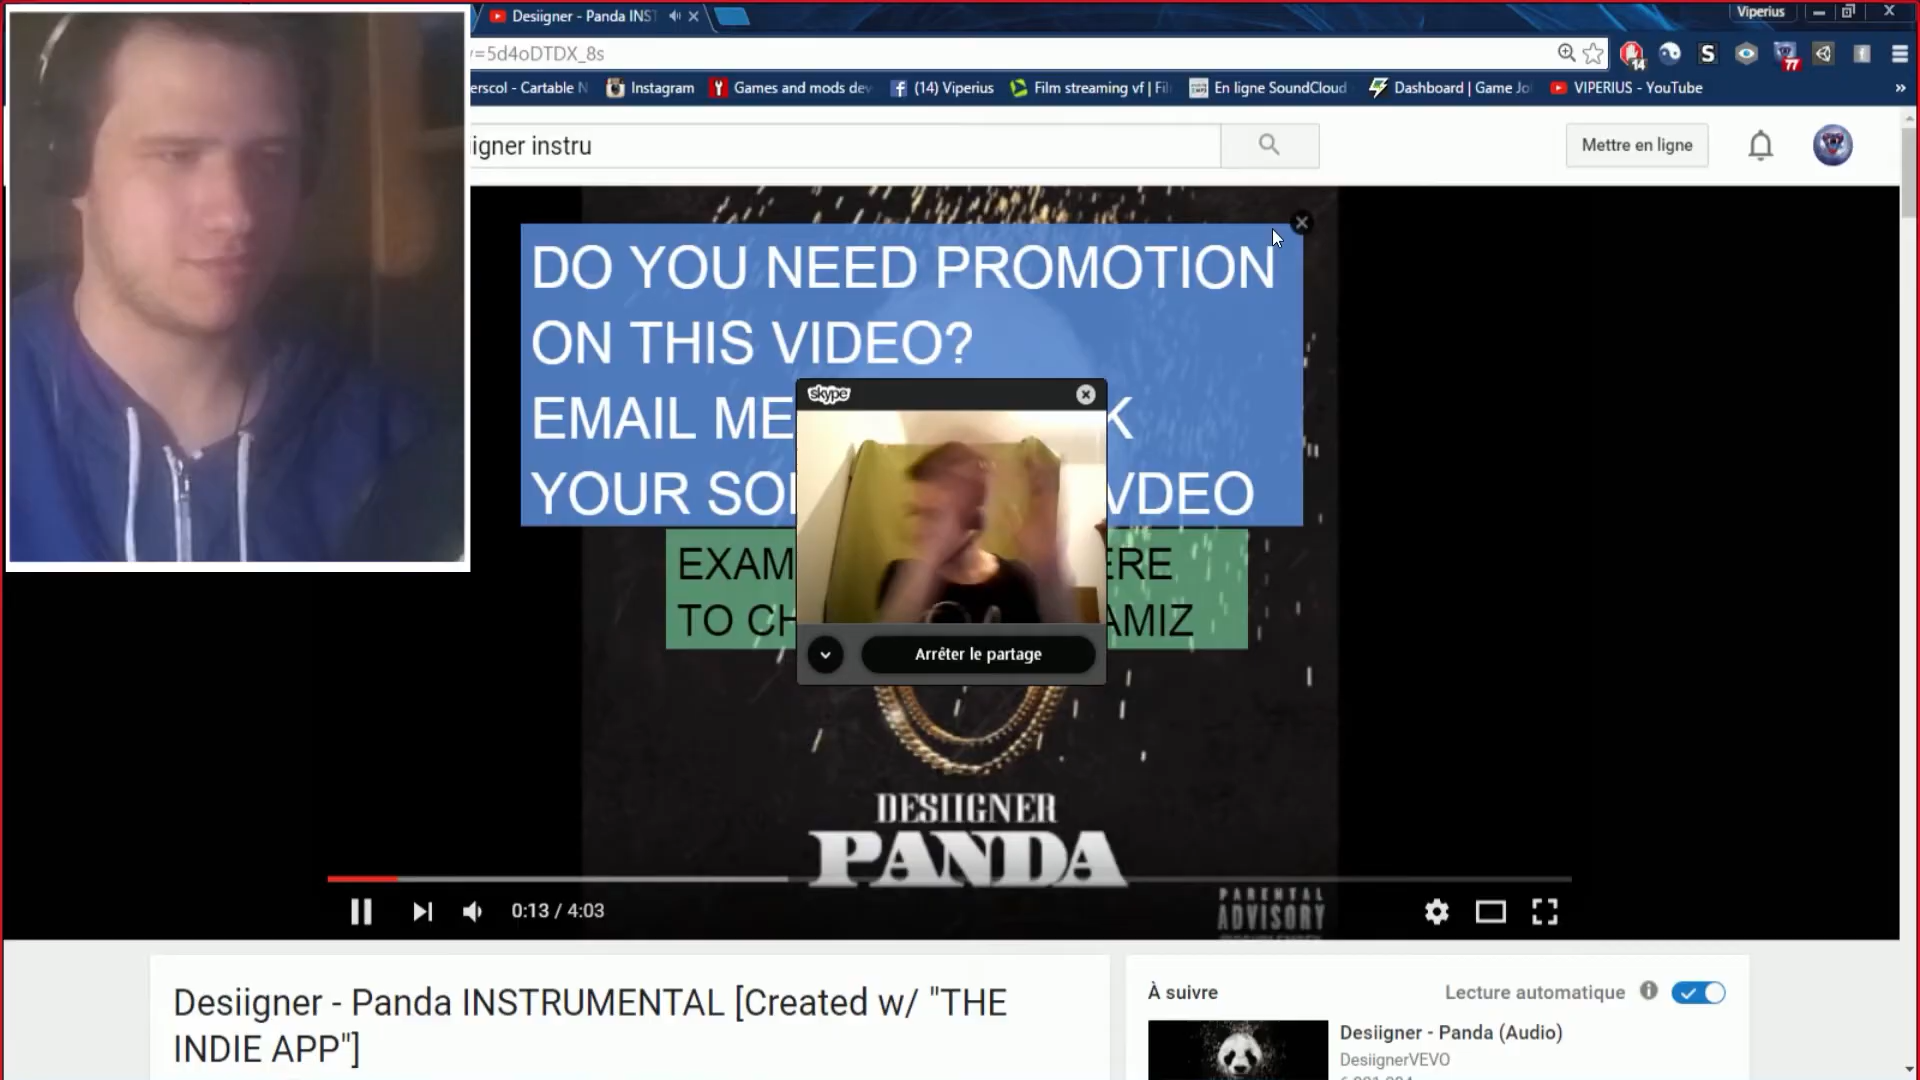 Desiigner - Panda INST
Viperius
=5d4oDTDX_8s
14
77
erscol - Cartable N
Instagram
Games and mods dev
(14) Viperius
Film streaming vf | Fil
En ligne SoundCloud
Dashboard | Game Jo
VIPERIUS - YouTube
»
igner instru
Mettre en ligne
DO YOU NEED PROMOTION
ON THIS VIDEO?
EMAIL ME K
YOUR SO VDEO
skype
EXAM ERE
TO CH AMIZ
Arrêter le partage
DESIIGNER
PANDA
PARENTAL
ADVISORY
0:13 / 4:03
Desiigner - Panda INSTRUMENTAL [Created w/ "THE
INDIE APP"]
À suivre
Lecture automatique
Desiigner - Panda (Audio)
DesiignerVEVO